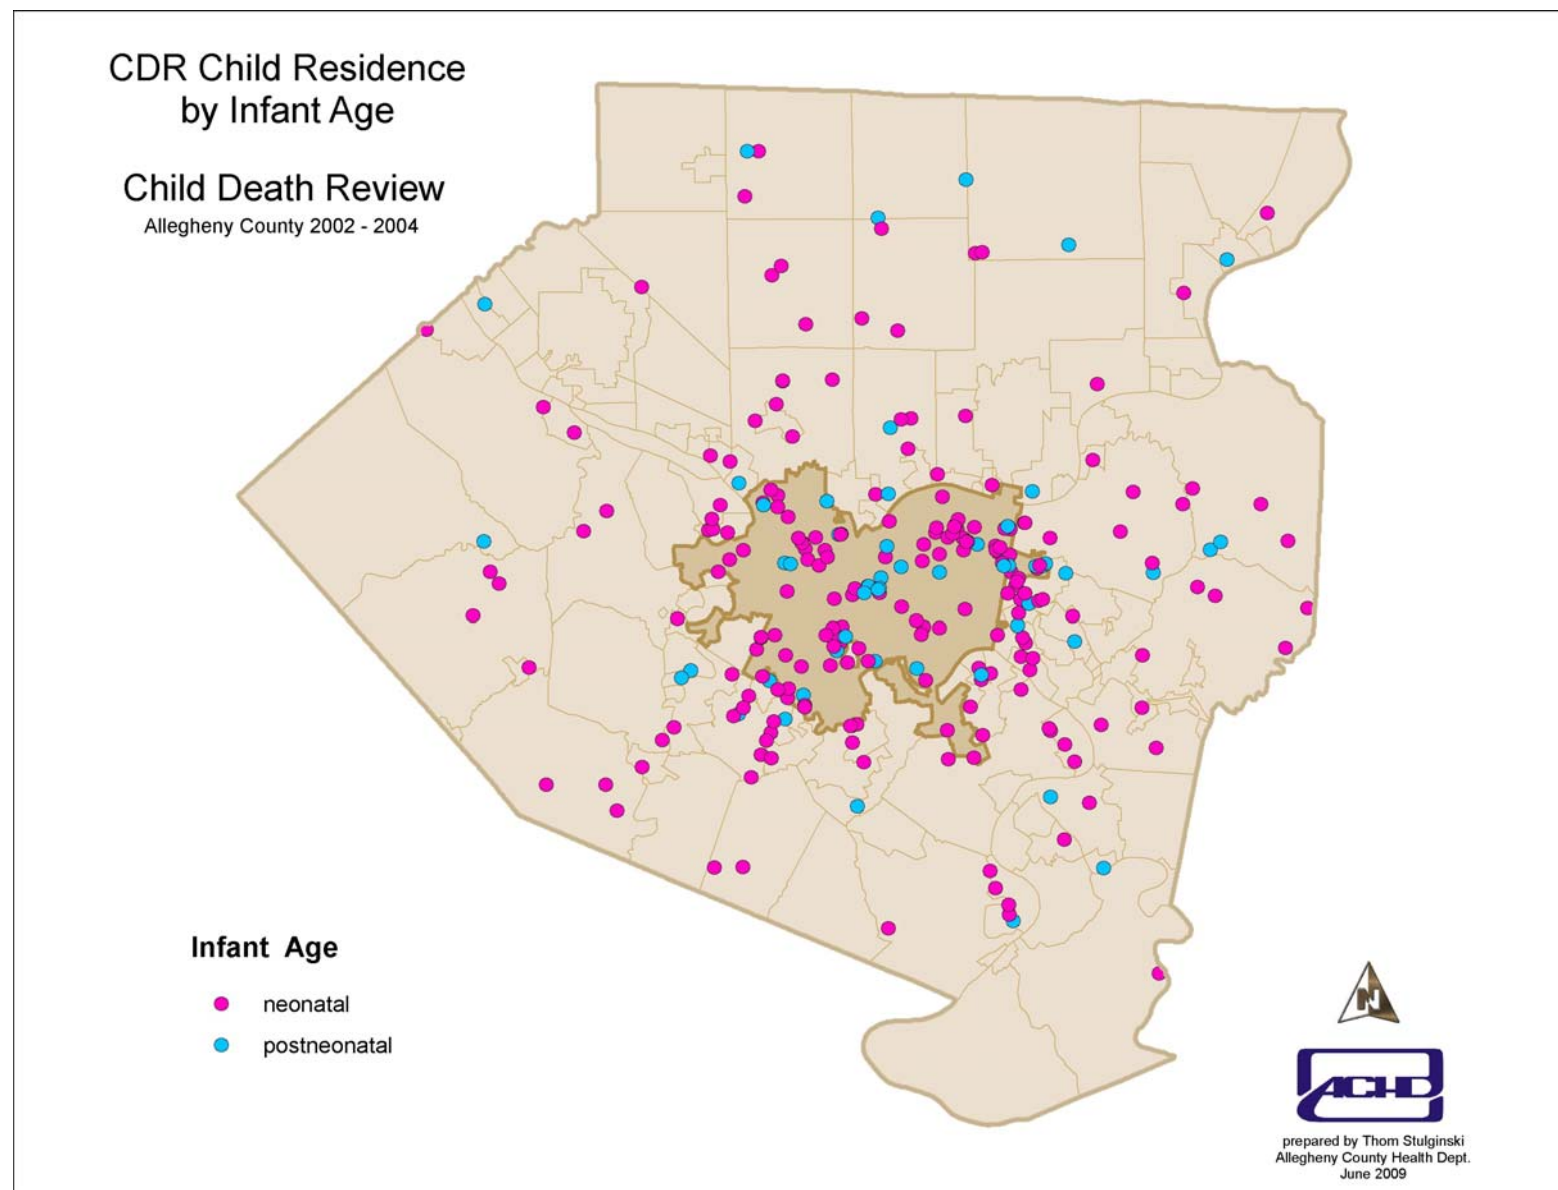 CDR Child Residence
by Infant Age
Child Death Review
Allegheny County 2002 - 2004
Infant Age
neonatal
postneonatal
N
ACHD
prepared by Thom Stulginski
Allegheny County Health Dept.
June 2009